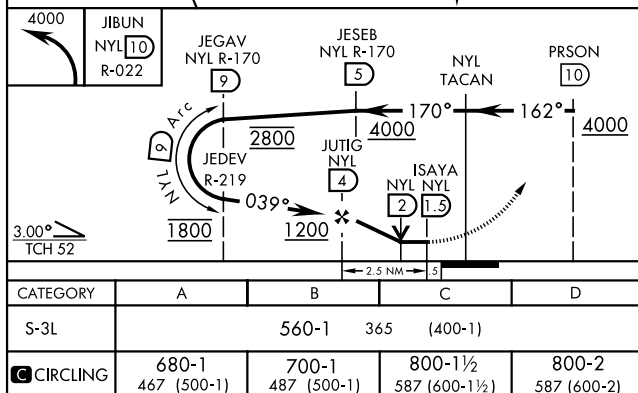 4000
JIBUN
NYL 10
R-022
JEGAV
NYL R-170
9
JESEB
NYL R-170
5
NYL
TACAN
PRSON
10
170°
162°
2800
4000
4000
NYL 9 Arc
JEDEV
R-219
JUTIG
NYL
4
NYL
2
ISAYA
NYL
1.5
039°
1800
1200
3.00°
TCH 52
2.5 NM
.5
CATEGORY A B C D
S-3L 560-1 365 (400-1)
C CIRCLING 680-1 700-1 800-1½ 800-2
467 (500-1) 487 (500-1) 587 (600-1½) 587 (600-2)